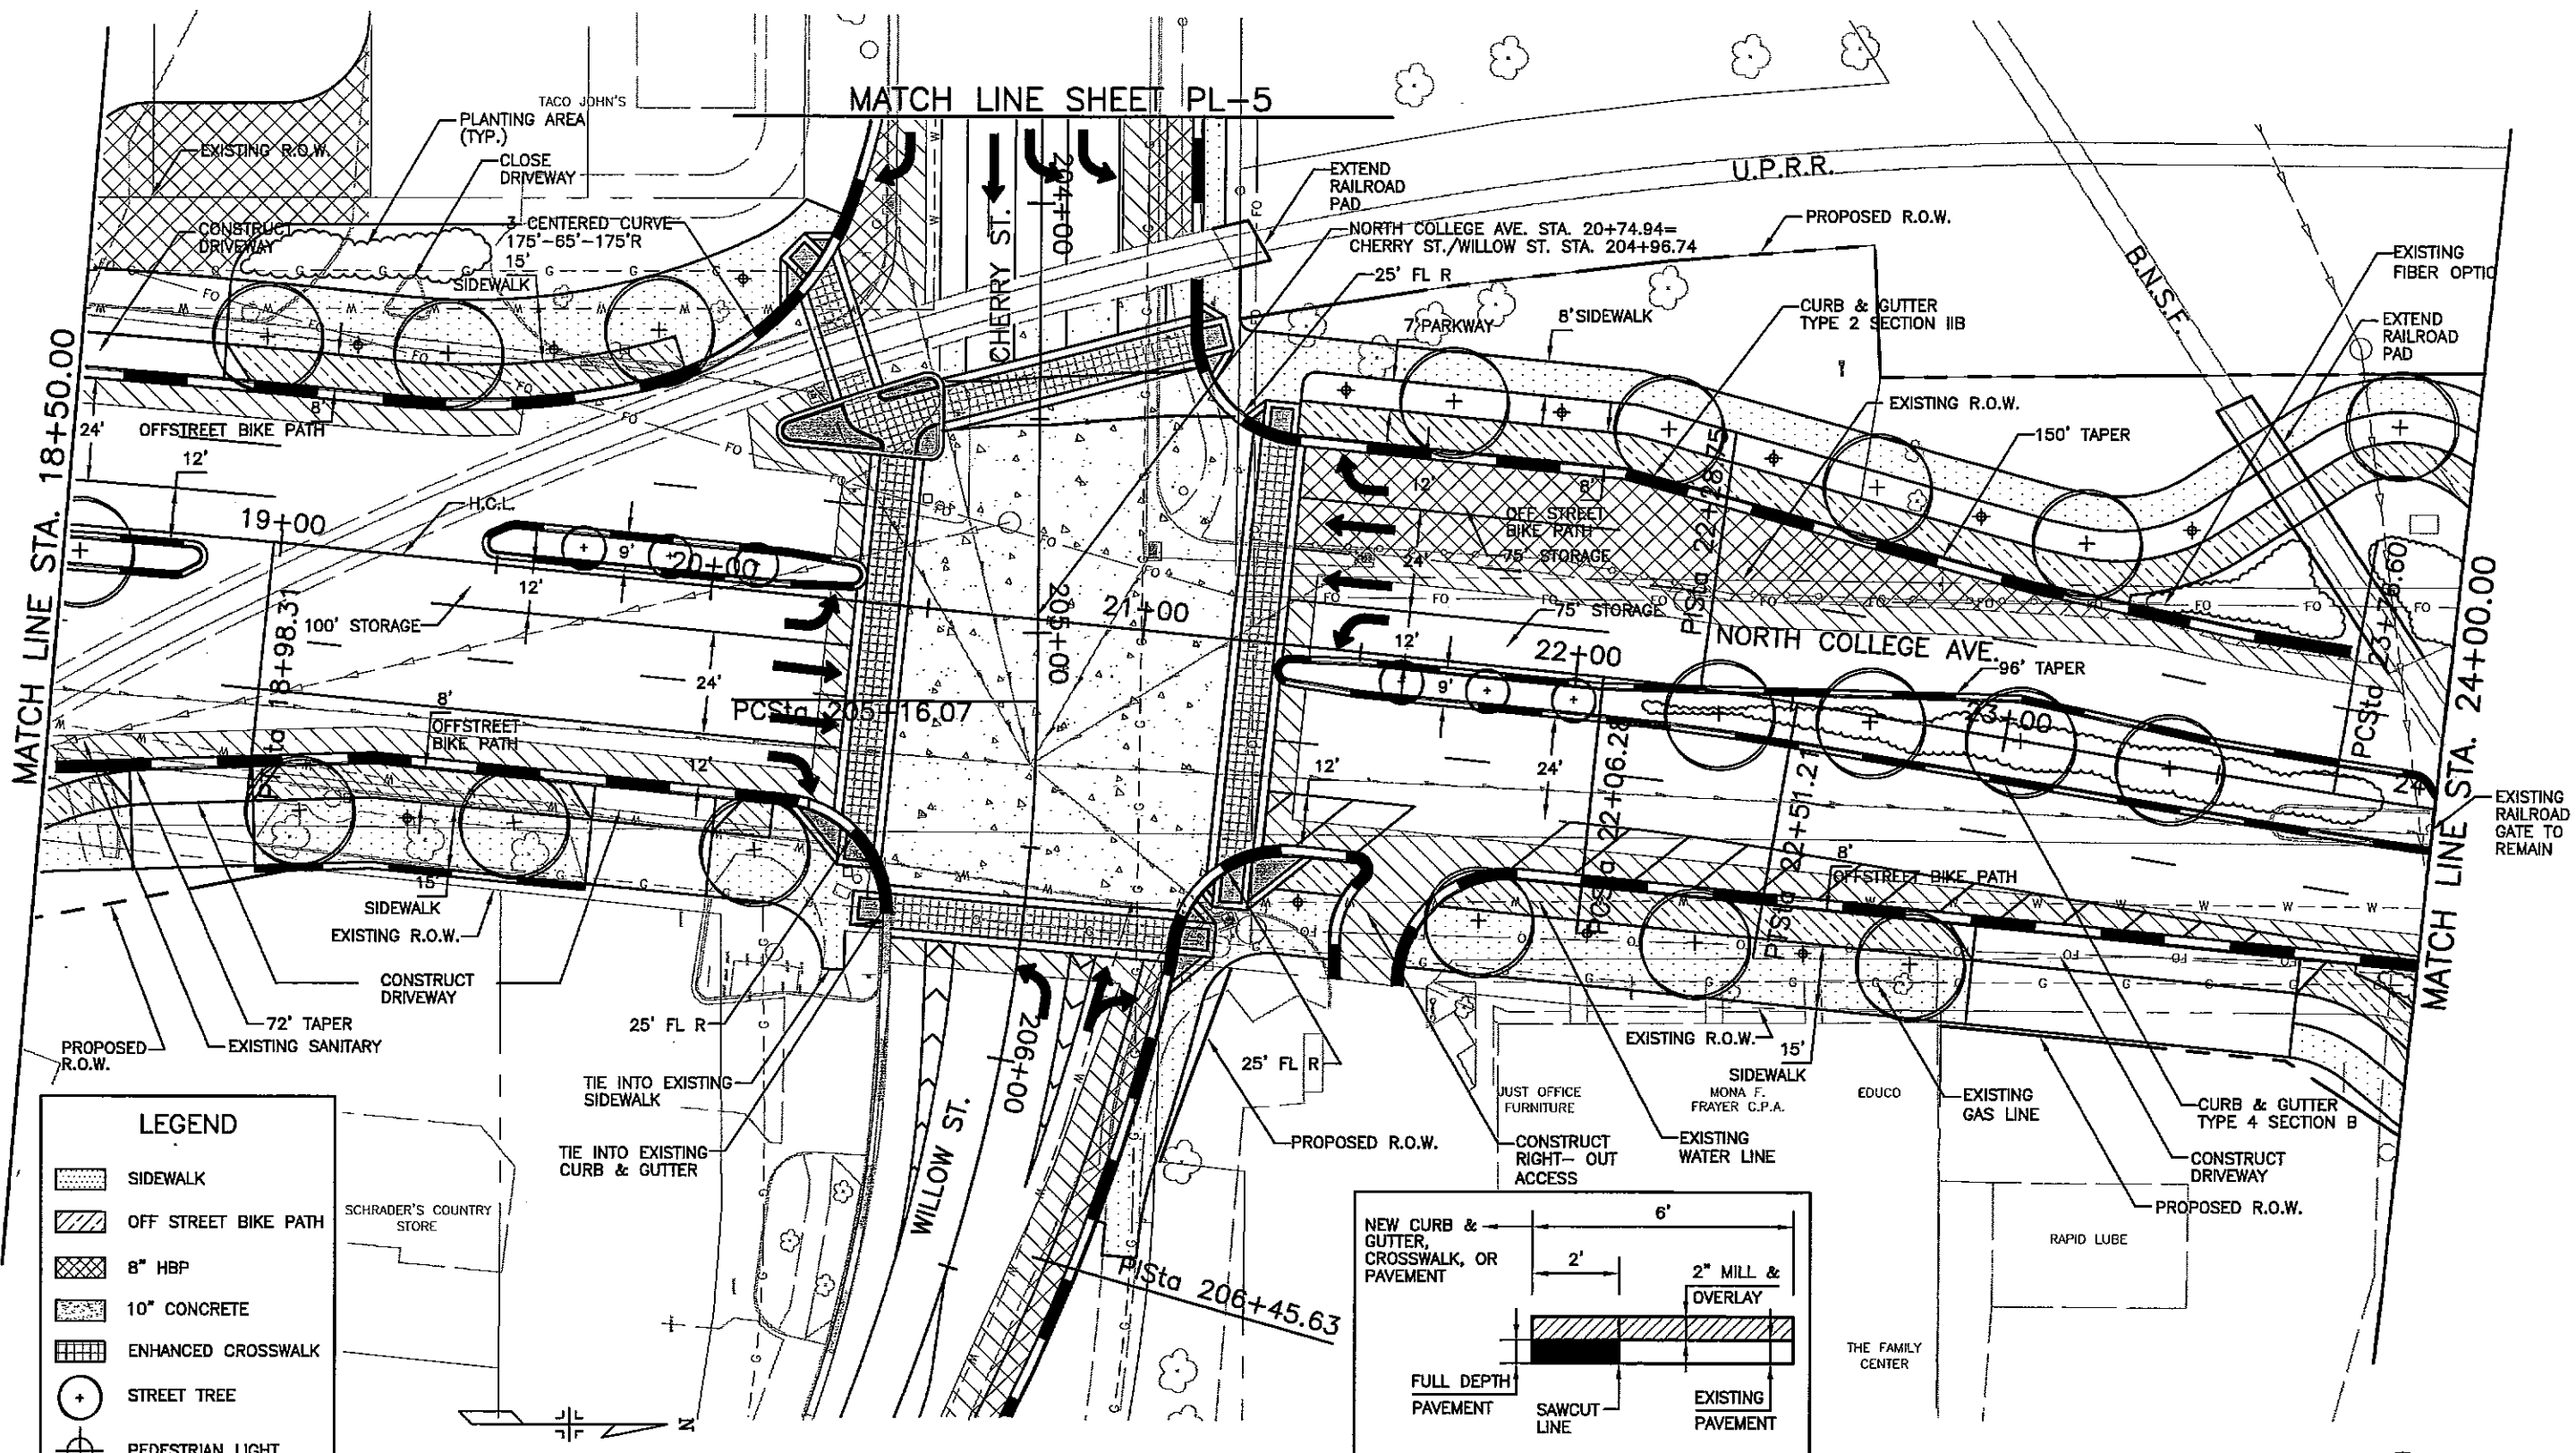 MATCH LINE SHEET PL-5
TACO JOHN'S
PLANTING AREA
(TYP.)
EXISTING R.O.W.
CLOSE
DRIVEWAY
CONSTRUCT
DRIVEWAY
3-CENTERED CURVE
175'-65'-175'R
15'
SIDEWALK
CHERRY ST.
204+00
EXTEND
RAILROAD
PAD
U.P.R.R.
NORTH COLLEGE AVE. STA. 20+74.94=
CHERRY ST./WILLOW ST. STA. 204+96.74
PROPOSED R.O.W.
25' FL R
B.N.S.F.
EXISTING
FIBER OPTIC
EXTEND
RAILROAD
PAD
7'PARKWAY
8'SIDEWALK
CURB & GUTTER
TYPE 2 SECTION IIB
EXISTING R.O.W.
150' TAPER
MATCH LINE STA. 18+50.00
24'
8'
OFFSTREET BIKE PATH
12'
H.C.L.
19+00
9'
20+00
12'
100' STORAGE
18+98.31
24'
8'
OFFSTREET
BIKE PATH
12'
PCSta 205+16.07
205+00
21+00
12'
8'
OFF STREET
BIKE PATH
75' STORAGE
24'
PISta 22+28.75
75' STORAGE
12'
22+00
NORTH COLLEGE AVE.
96' TAPER
9'
23+00
12'
24'
PCSta 22+06.28
PTSta 22+51.21
8'
OFFSTREET BIKE PATH
24
MATCH LINE STA. 24+00.00
EXISTING
RAILROAD
GATE TO
REMAIN
15'
SIDEWALK
EXISTING R.O.W.
CONSTRUCT
DRIVEWAY
72' TAPER
EXISTING SANITARY
PROPOSED
R.O.W.
25' FL R
TIE INTO EXISTING
SIDEWALK
TIE INTO EXISTING
CURB & GUTTER
206+00
WILLOW ST.
PISta 206+45.63
25' FL R
PROPOSED R.O.W.
JUST OFFICE
FURNITURE
CONSTRUCT
RIGHT- OUT
ACCESS
EXISTING
WATER LINE
EXISTING R.O.W.
15'
SIDEWALK
MONA F.
FRAYER C.P.A.
EDUCO
EXISTING
GAS LINE
CURB & GUTTER
TYPE 4 SECTION B
CONSTRUCT
DRIVEWAY
PROPOSED R.O.W.
RAPID LUBE
THE FAMILY
CENTER
SCHRADER'S COUNTRY
STORE
LEGEND
SIDEWALK
OFF STREET BIKE PATH
8" HBP
10" CONCRETE
ENHANCED CROSSWALK
STREET TREE
PEDESTRIAN LIGHT
N
NEW CURB &
GUTTER,
CROSSWALK, OR
PAVEMENT
6'
2'
2" MILL &
OVERLAY
FULL DEPTH
PAVEMENT
SAWCUT
LINE
EXISTING
PAVEMENT